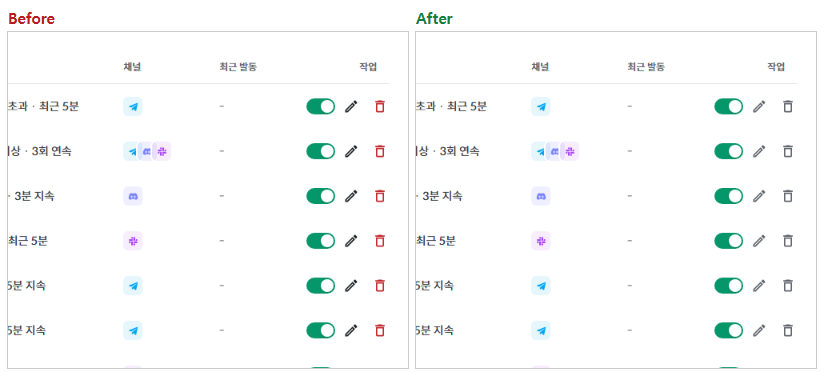 Before
After
채널 최근 발동 작업
초과 · 최근 5분 -
이상 · 3회 연속 -
· 3분 지속 -
최근 5분 -
5분 지속 -
5분 지속 -
채널 최근 발동 작업
초과 · 최근 5분 -
이상 · 3회 연속 -
· 3분 지속 -
최근 5분 -
5분 지속 -
5분 지속 -